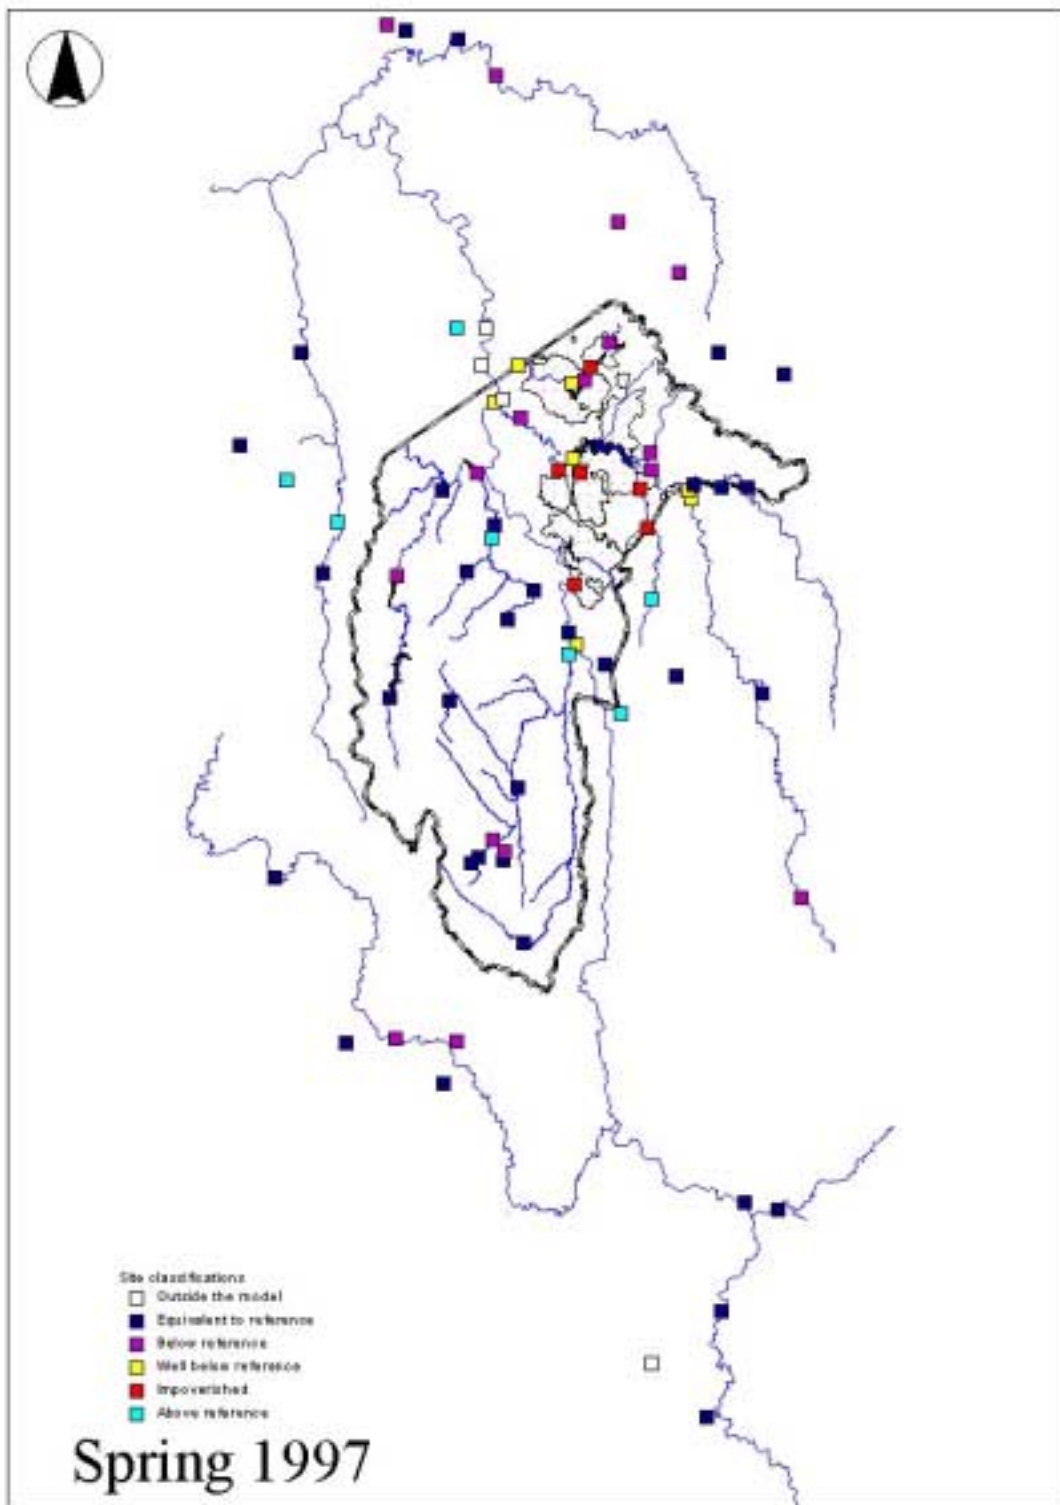 Site classifications
Outside the model
Equivalent to reference
Below reference
Well below reference
Impoverished
Above reference
Spring 1997